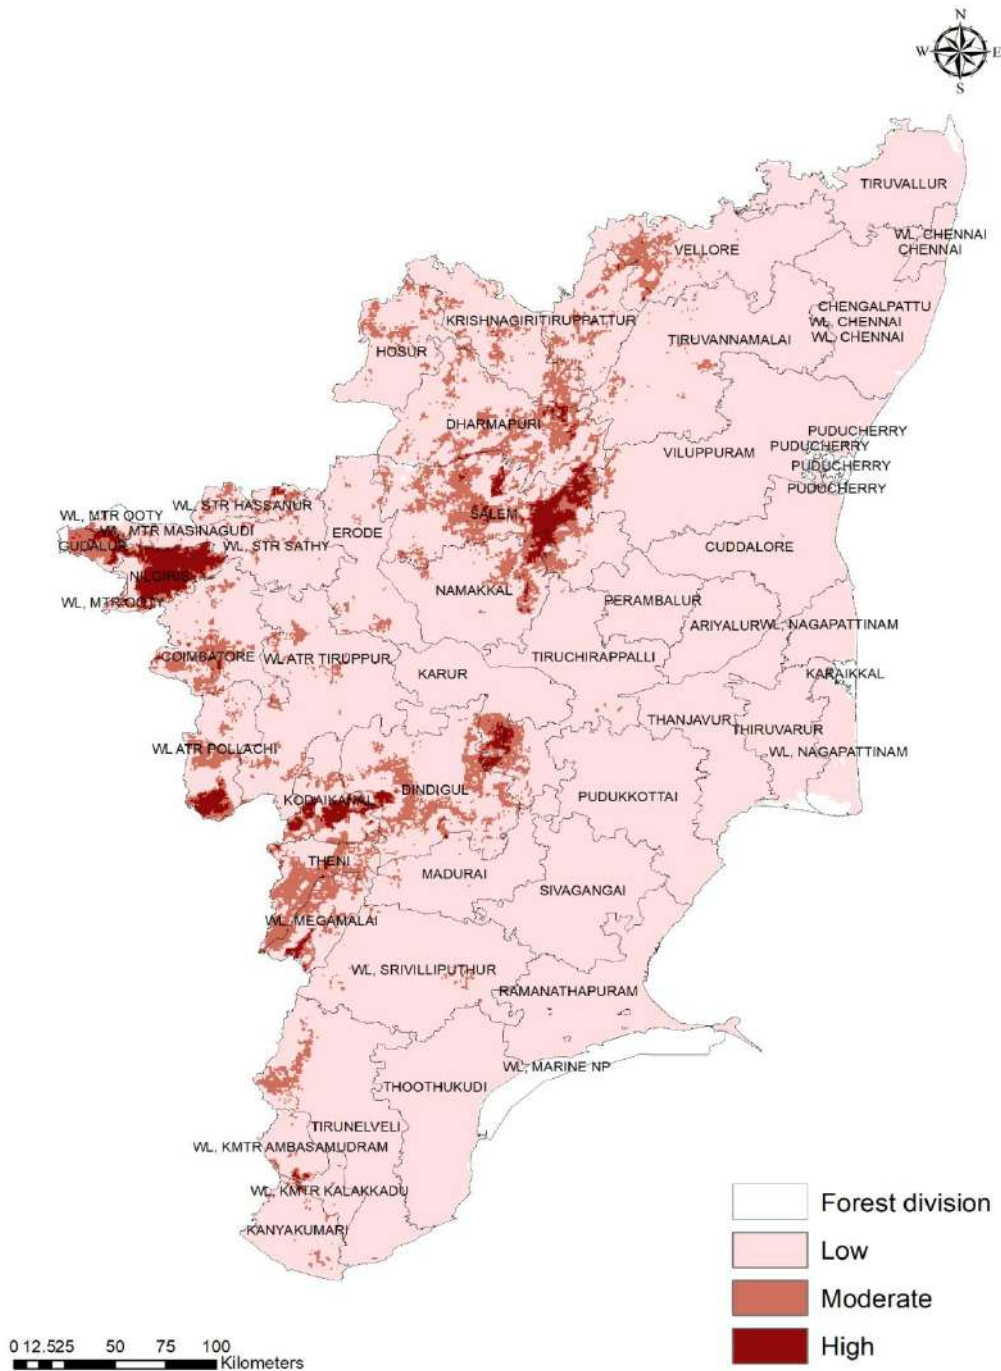 N
W E
S
TIRUVALLUR
WL, CHENNAI
CHENNAI
VELLORE
CHENGALPATTU
WL, CHENNAI
WL, CHENNAI
KRISHNAGIRI
TIRUPPATTUR
TIRUVANNAMALAI
HOSUR
DHARMAPURI
PUDUCHERRY
PUDUCHERRY
VILUPPURAM
PUDUCHERRY
PUDUCHERRY
WL, STR HASSANUR
WL, MTR OOTY
SALEM
WL, MTR MASINAGUDI
ERODE
GUDALUR
WL, STR SATHY
CUDDALORE
NILGIRIS
NAMAKKAL
WL, MTR OOTY
PERAMBALUR
ARIYALUR
WL, NAGAPATTINAM
COIMBATORE
WL ATR TIRUPPUR
TIRUCHIRAPPALLI
KARUR
KARAIKKAL
THANJAVUR
THIRUVARUR
WL ATR POLLACHI
WL, NAGAPATTINAM
KODAIKANAL
DINDIGUL
PUDUKKOTTAI
THENI
MADURAI
SIVAGANGAI
WL, MEGAMALAI
WL, SRIVILLIPUTHUR
RAMANATHAPURAM
WL, MARINE NP
THOOTHUKUDI
TIRUNELVELI
WL, KMTR AMBASAMUDRAM
WL, KMTR KALAKKADU
KANYAKUMARI
Forest division
Low
Moderate
High
0 12.525 50 75 100
Kilometers